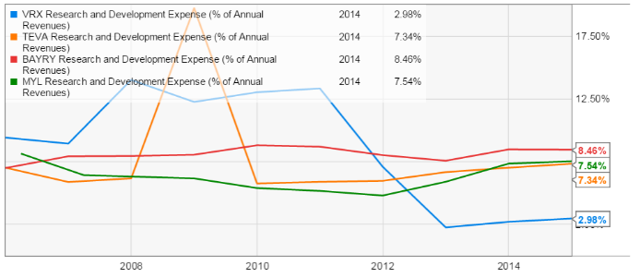 VRX Research and Development Expense (% of Annual Revenues) 2014 2.98%
TEVA Research and Development Expense (% of Annual Revenues) 2014 7.34%
BAYRY Research and Development Expense (% of Annual Revenues) 2014 8.46%
MYL Research and Development Expense (% of Annual Revenues) 2014 7.54%
17.50%
12.50%
8.46%
7.54%
7.34%
2.98%
2008 2010 2012 2014